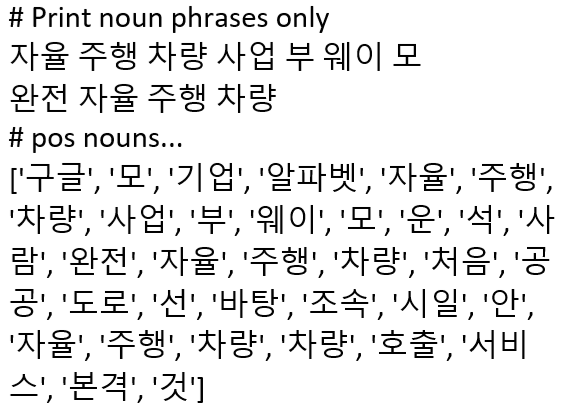 # Print noun phrases only
자율 주행 차량 사업 부 웨이 모
완전 자율 주행 차량
# pos nouns...
['구글', '모', '기업', '알파벳', '자율', '주행',
'차량', '사업', '부', '웨이', '모', '운', '석', '사
람', '완전', '자율', '주행', '차량', '처음', '공
공', '도로', '선', '바탕', '조속', '시일', '안',
'자율', '주행', '차량', '차량', '호출', '서비
스', '본격', '것']